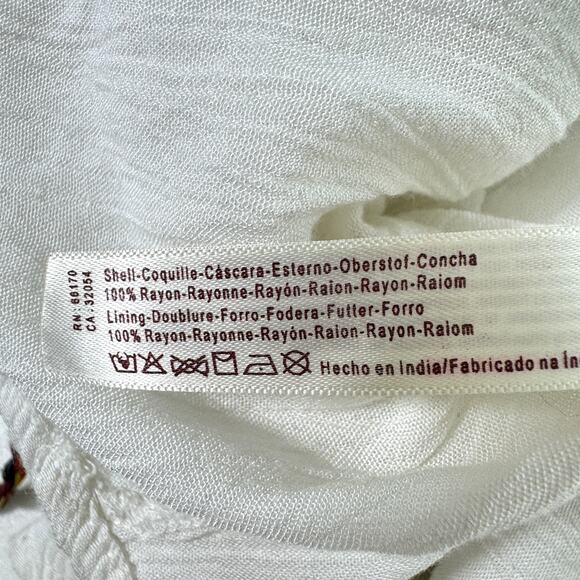 RN. 66170
CA. 32054
Shell-Coquille-Cáscara-Esterno-Oberstof-Concha
100% Rayon-Rayonne-Rayón-Raion-Rayon-Raiom
Lining-Doublure-Forro-Fodera-Futter-Forro
100% Rayon-Rayonne-Rayón-Raion-Rayon-Raiom
Hecho en India/Fabricado na